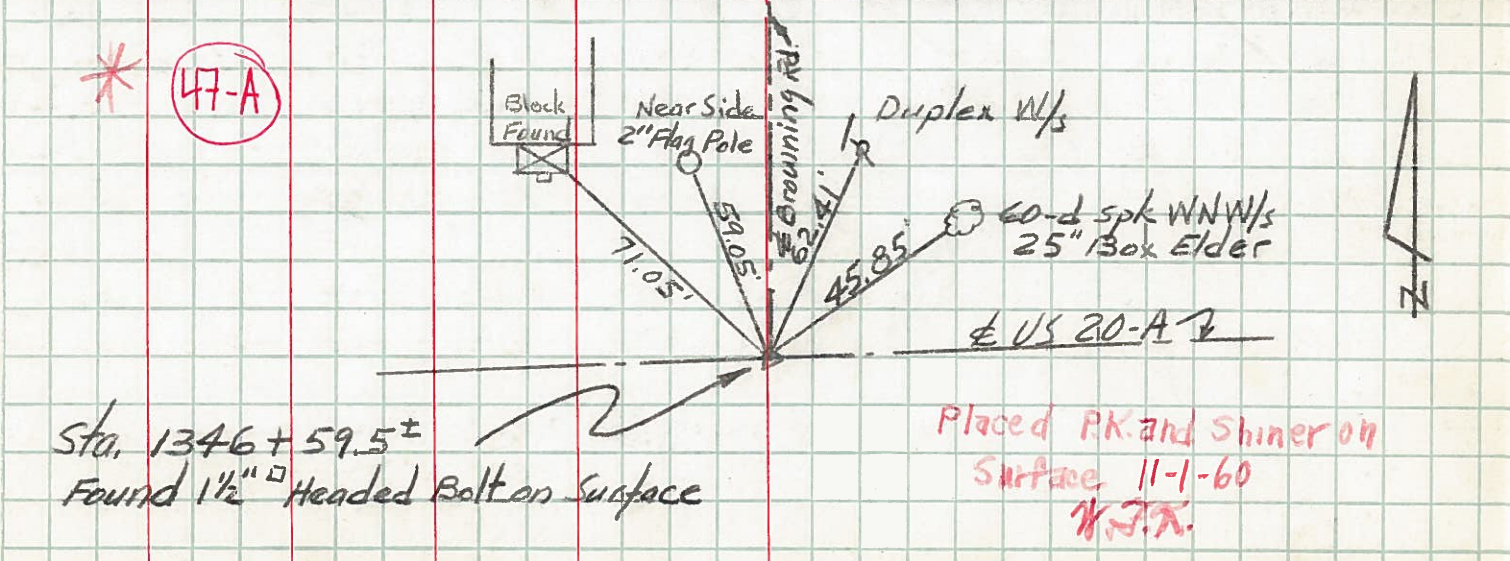 47-A
Block
Found
Near Side
2" Flag Pole
℄ Browning Rd.
Duplex W/s
60-d spk WNW/s
25" Box Elder
71.05'
59.05'
62.41'
45.85'
℄ US 20-A
N
Sta. 1346 + 59.5±
Found 1½" □ Headed Bolt on Surface
Placed P.K. and Shiner on
Surface 11-1-60